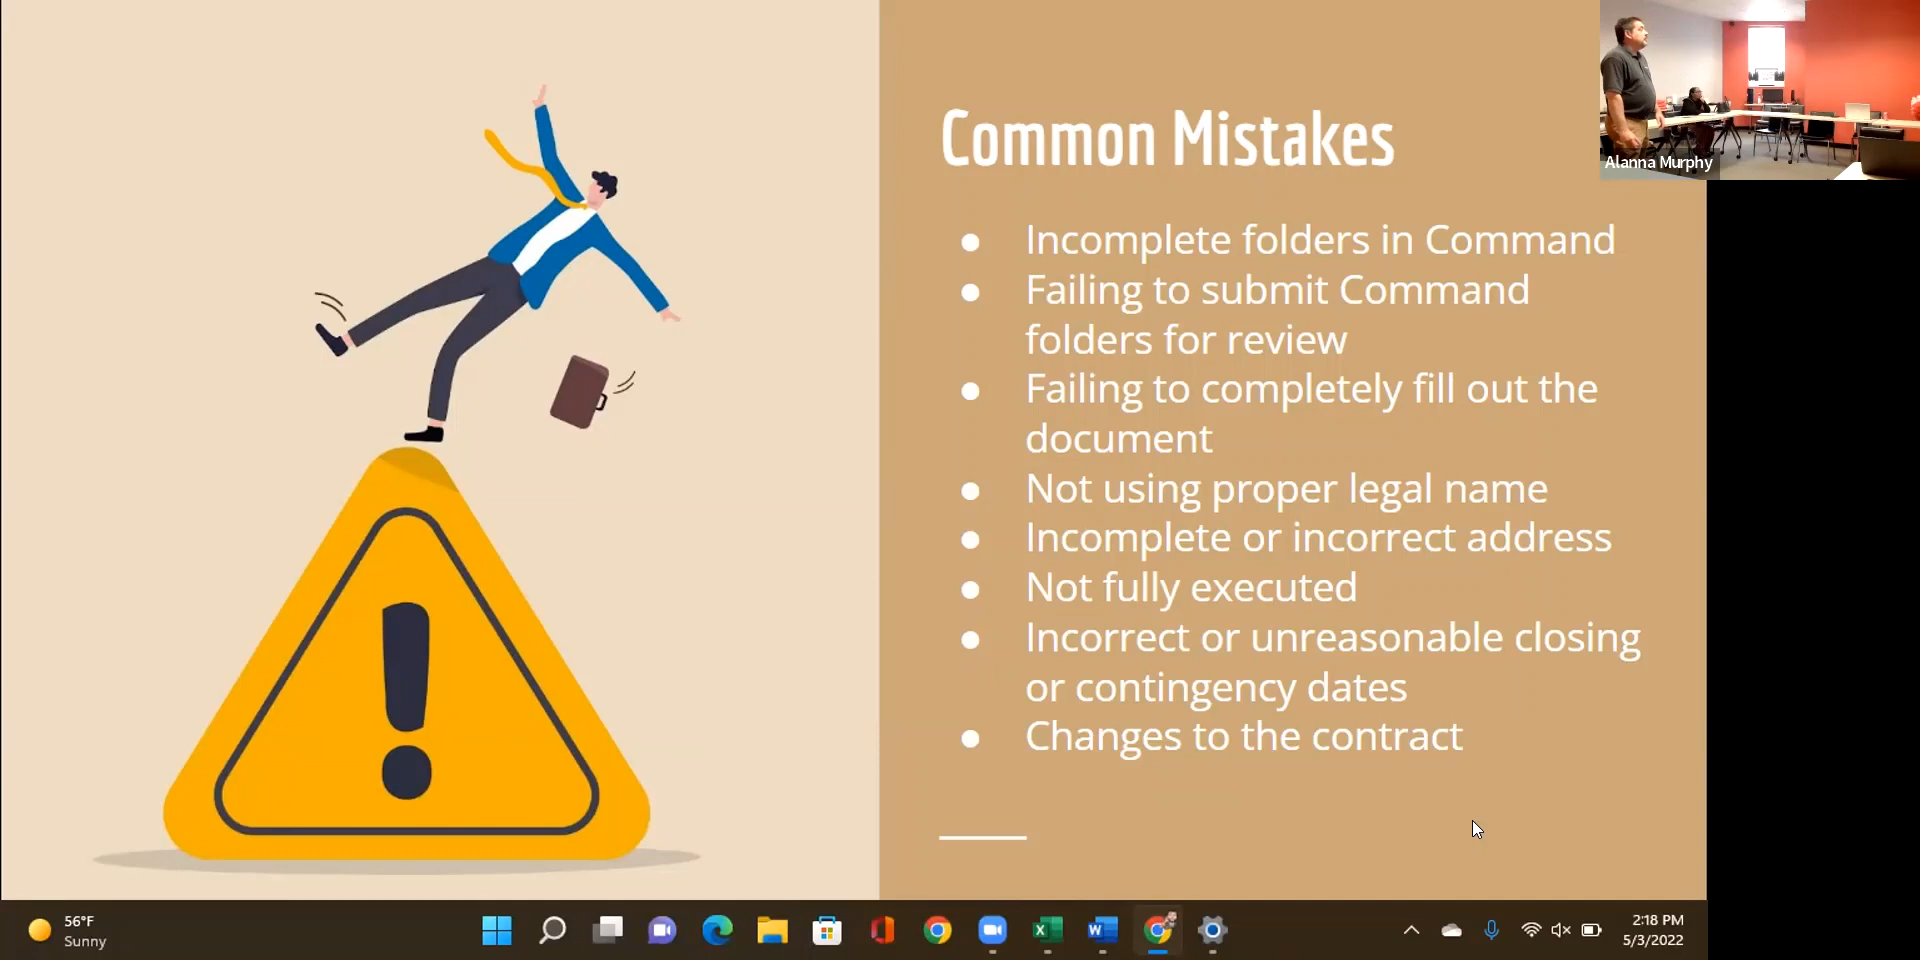 Common Mistakes
● Incomplete folders in Command
● Failing to submit Command
folders for review
● Failing to completely fill out the
document
● Not using proper legal name
● Incomplete or incorrect address
● Not fully executed
● Incorrect or unreasonable closing
or contingency dates
● Changes to the contract
Alanna Murphy
56°F
Sunny
2:18 PM
5/3/2022